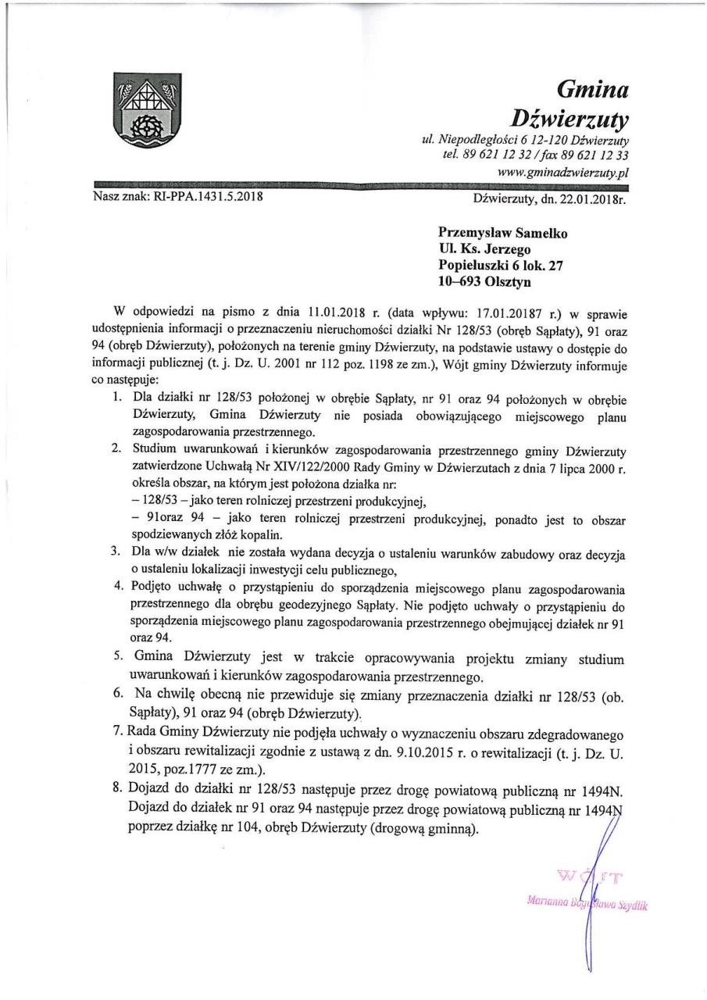 Gmina
Dźwierzuty
ul. Niepodległości 6 12-120 Dźwierzuty
tel. 89 621 12 32 / fax 89 621 12 33
www.gminadzwierzuty.pl
Nasz znak: RI-PPA.1431.5.2018
Dźwierzuty, dn. 22.01.2018r.
Przemysław Samelko
Ul. Ks. Jerzego
Popiełuszki 6 lok. 27
10–693 Olsztyn
W odpowiedzi na pismo z dnia 11.01.2018 r. (data wpływu: 17.01.20187 r.) w sprawie
udostępnienia informacji o przeznaczeniu nieruchomości działki Nr 128/53 (obręb Sąpłaty), 91 oraz
94 (obręb Dźwierzuty), położonych na terenie gminy Dźwierzuty, na podstawie ustawy o dostępie do
informacji publicznej (t. j. Dz. U. 2001 nr 112 poz. 1198 ze zm.), Wójt gminy Dźwierzuty informuje
co następuje:
1. Dla działki nr 128/53 położonej w obrębie Sąpłaty, nr 91 oraz 94 położonych w obrębie
Dźwierzuty, Gmina Dźwierzuty nie posiada obowiązującego miejscowego planu
zagospodarowania przestrzennego.
2. Studium uwarunkowań i kierunków zagospodarowania przestrzennego gminy Dźwierzuty
zatwierdzone Uchwałą Nr XIV/122/2000 Rady Gminy w Dźwierzutach z dnia 7 lipca 2000 r.
określa obszar, na którym jest położona działka nr:
– 128/53 – jako teren rolniczej przestrzeni produkcyjnej,
– 91oraz 94 – jako teren rolniczej przestrzeni produkcyjnej, ponadto jest to obszar
spodziewanych złóż kopalin.
3. Dla w/w działek nie została wydana decyzja o ustaleniu warunków zabudowy oraz decyzja
o ustaleniu lokalizacji inwestycji celu publicznego,
4. Podjęto uchwałę o przystąpieniu do sporządzenia miejscowego planu zagospodarowania
przestrzennego dla obrębu geodezyjnego Sąpłaty. Nie podjęto uchwały o przystąpieniu do
sporządzenia miejscowego planu zagospodarowania przestrzennego obejmującej działek nr 91
oraz 94.
5. Gmina Dźwierzuty jest w trakcie opracowywania projektu zmiany studium
uwarunkowań i kierunków zagospodarowania przestrzennego.
6. Na chwilę obecną nie przewiduje się zmiany przeznaczenia działki nr 128/53 (ob.
Sąpłaty), 91 oraz 94 (obręb Dźwierzuty).
7. Rada Gminy Dźwierzuty nie podjęła uchwały o wyznaczeniu obszaru zdegradowanego
i obszaru rewitalizacji zgodnie z ustawą z dn. 9.10.2015 r. o rewitalizacji (t. j. Dz. U.
2015, poz.1777 ze zm.).
8. Dojazd do działki nr 128/53 następuje przez drogę powiatową publiczną nr 1494N.
Dojazd do działek nr 91 oraz 94 następuje przez drogę powiatową publiczną nr 1494N
poprzez działkę nr 104, obręb Dźwierzuty (drogową gminną).
WÓJT
Marianna Bogusława Szydlik